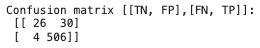 Confusion matrix [[TN, FP],[FN, TP]]:
[[ 26  30]
[  4 506]]